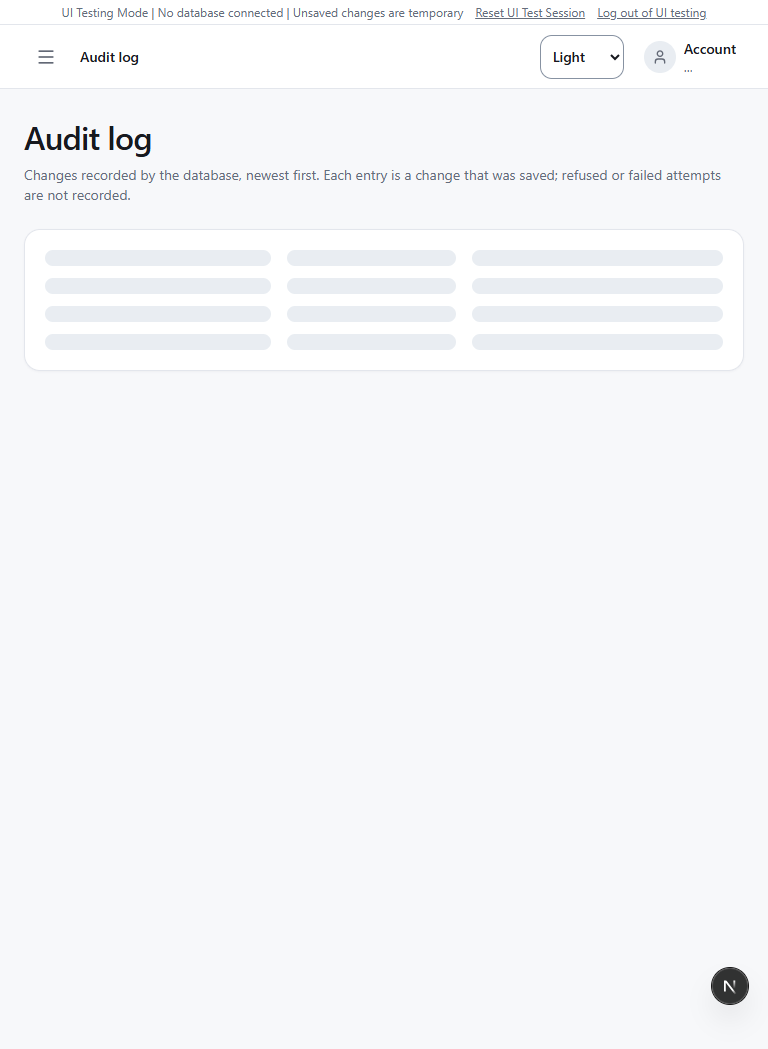 UI Testing Mode | No database connected | Unsaved changes are temporary Reset UI Test Session Log out of UI testing
Audit log
Light
Account
...
Audit log
Changes recorded by the database, newest first. Each entry is a change that was saved; refused or failed attempts
are not recorded.
N